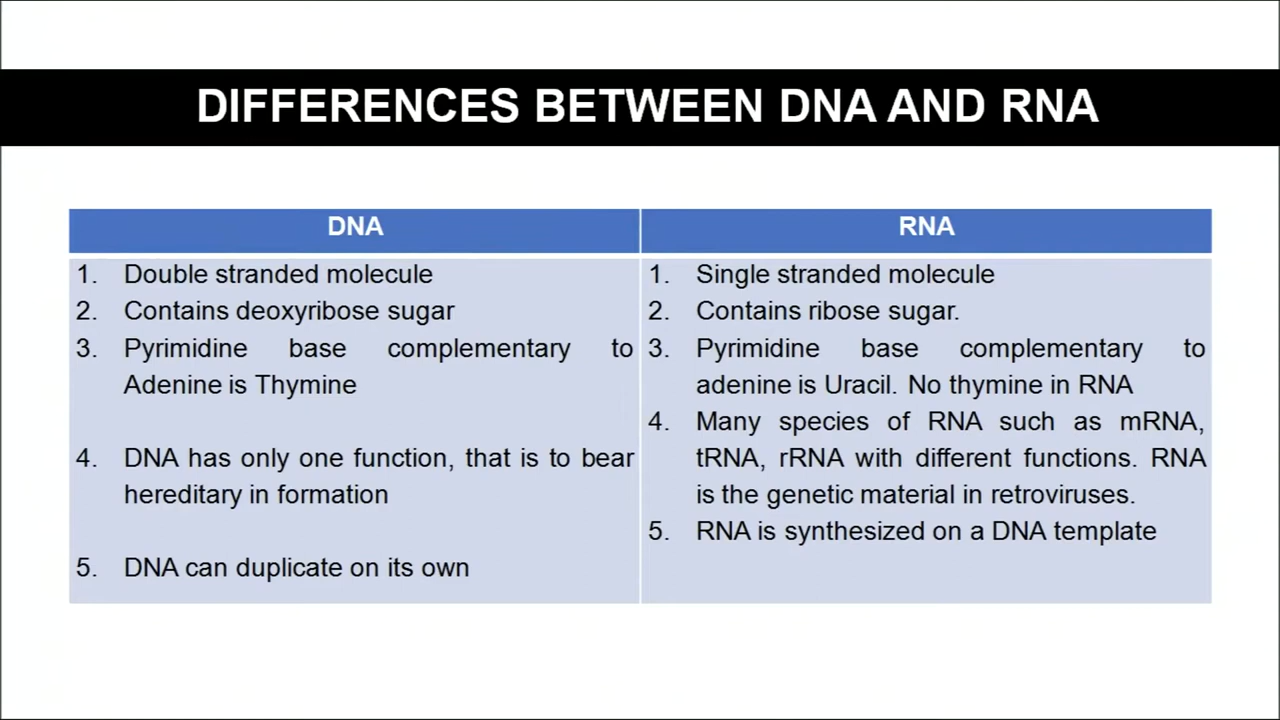 DIFFERENCES BETWEEN DNA AND RNA
DNA
1. Double stranded molecule
2. Contains deoxyribose sugar
3. Pyrimidine base complementary to
Adenine is Thymine
4. DNA has only one function, that is to bear
hereditary in formation
5. DNA can duplicate on its own
RNA
1. Single stranded molecule
2. Contains ribose sugar.
3. Pyrimidine base complementary to
adenine is Uracil. No thymine in RNA
4. Many species of RNA such as mRNA,
tRNA, rRNA with different functions. RNA
is the genetic material in retroviruses.
5. RNA is synthesized on a DNA template